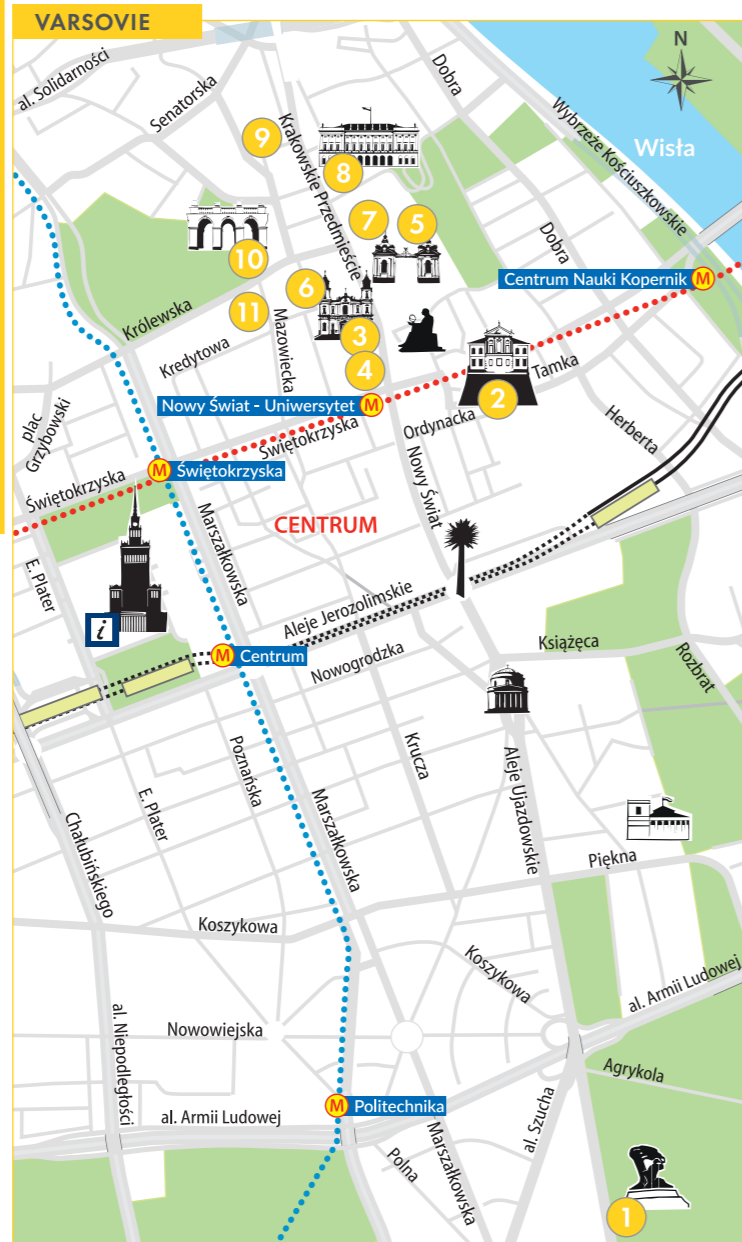 VARSOVIE
N
al. Solidarności
Senatorska
Dobra
Krakowskie Przedmieście
Wybrzeże Kościuszkowskie
Wisła
9
8
7
5
Dobra
10
6
Centrum Nauki Kopernik
M
11
Królewska
Mazowiecka
3
Kredytowa
4
Tamka
2
Nowy Świat - Uniwersytet
M
plac
Grzybowski
Świętokrzyska
Ordynacka
Herberta
Nowy Świat
M
Świętokrzyska
Świętokrzyska
CENTRUM
E. Plater
Marszałkowska
Aleje Jerozolimskie
i
M
Centrum
Nowogrodzka
Książęca
Rozbrat
Poznańska
Krucza
E. Plater
Aleje Ujazdowskie
Marszałkowska
Chałubińskiego
Piękna
Koszykowa
Koszykowa
al. Armii Ludowej
al. Niepodległości
Nowowiejska
Agrykola
M
Politechnika
al. Armii Ludowej
al. Szucha
Marszałkowska
Polna
1